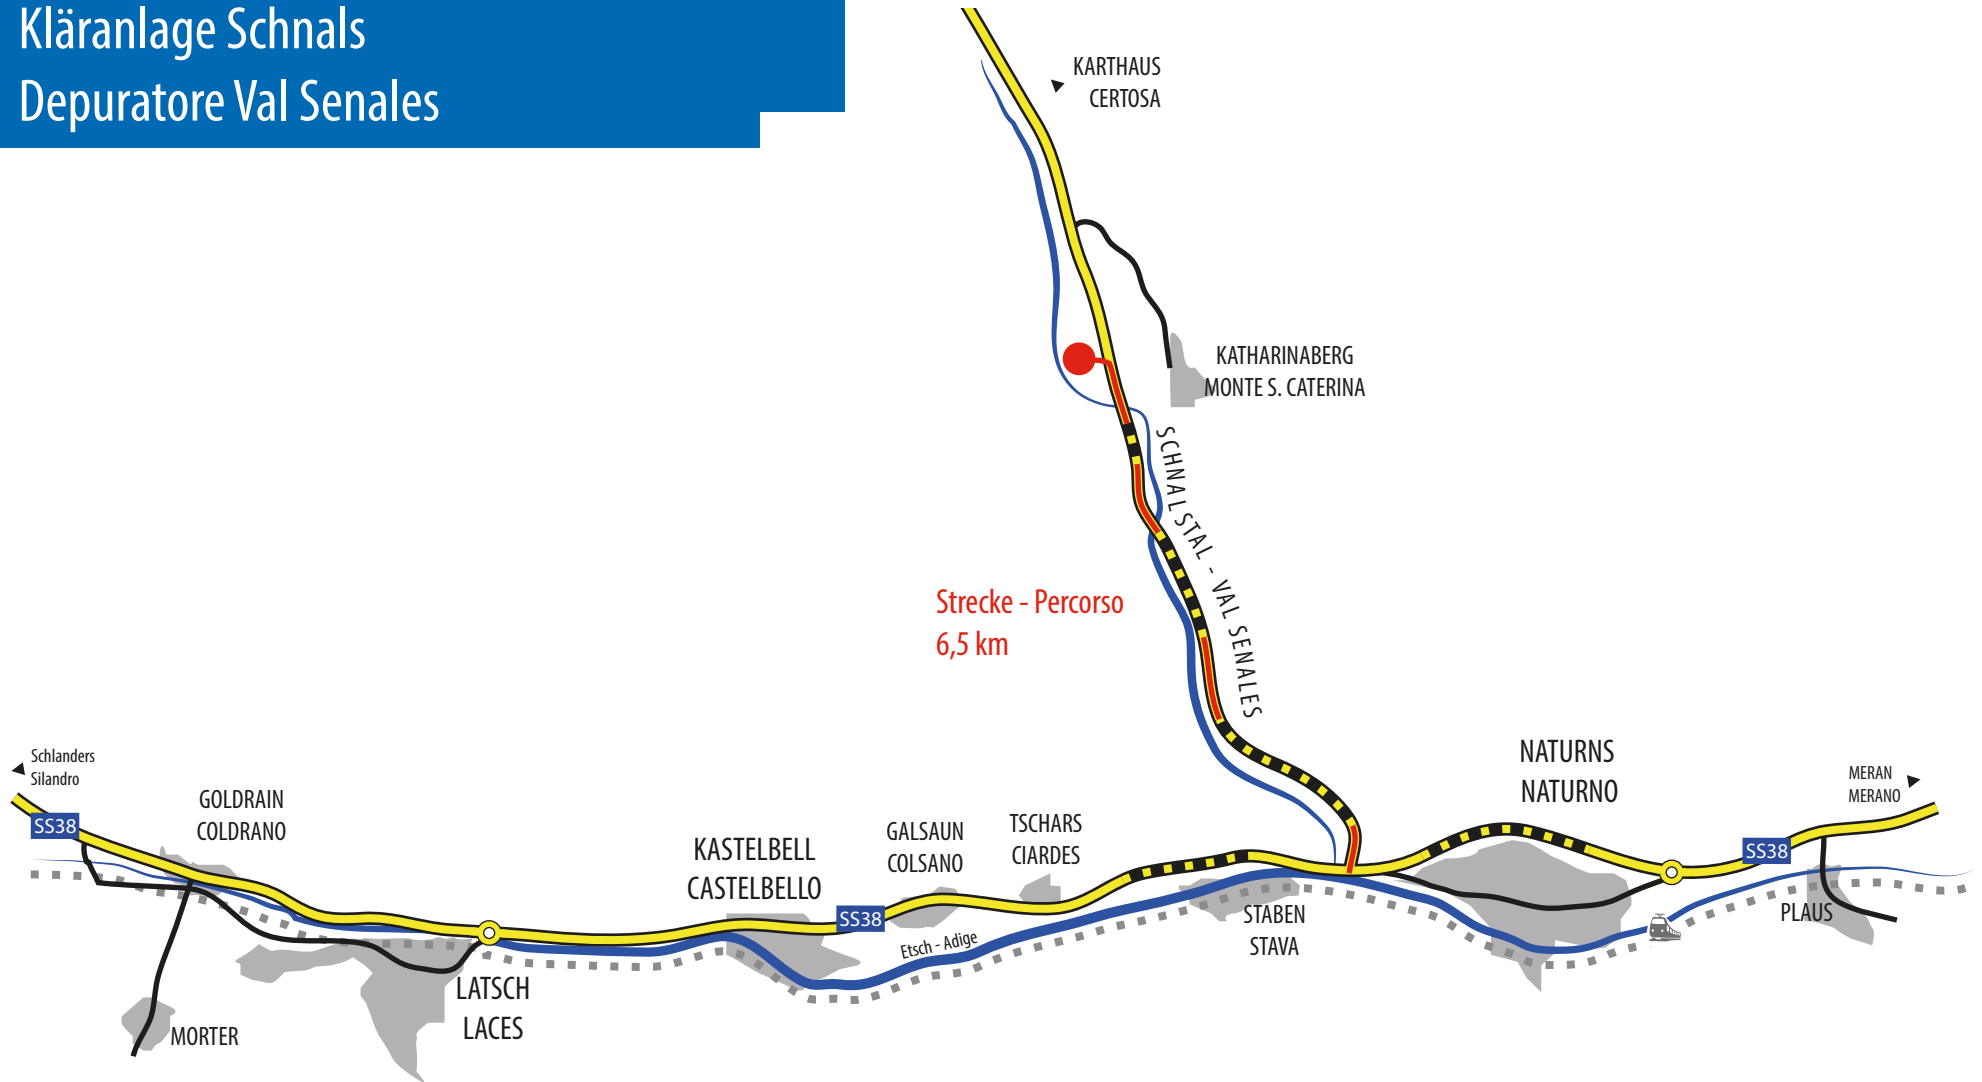 Kläranlage Schnals
Depuratore Val Senales
KARTHAUS
CERTOSA
KATHARINABERG
MONTE S. CATERINA
SCHNALSTAL - VAL SENALES
Strecke - Percorso
6,5 km
NATURNS
NATURNO
MERAN
MERANO
Schlanders
Silandro
SS38
GOLDRAIN
COLDRANO
KASTELBELL
CASTELBELLO
GALSAUN
COLSANO
TSCHARS
CIARDES
SS38
SS38
Etsch - Adige
STABEN
STAVA
PLAUS
LATSCH
LACES
MORTER